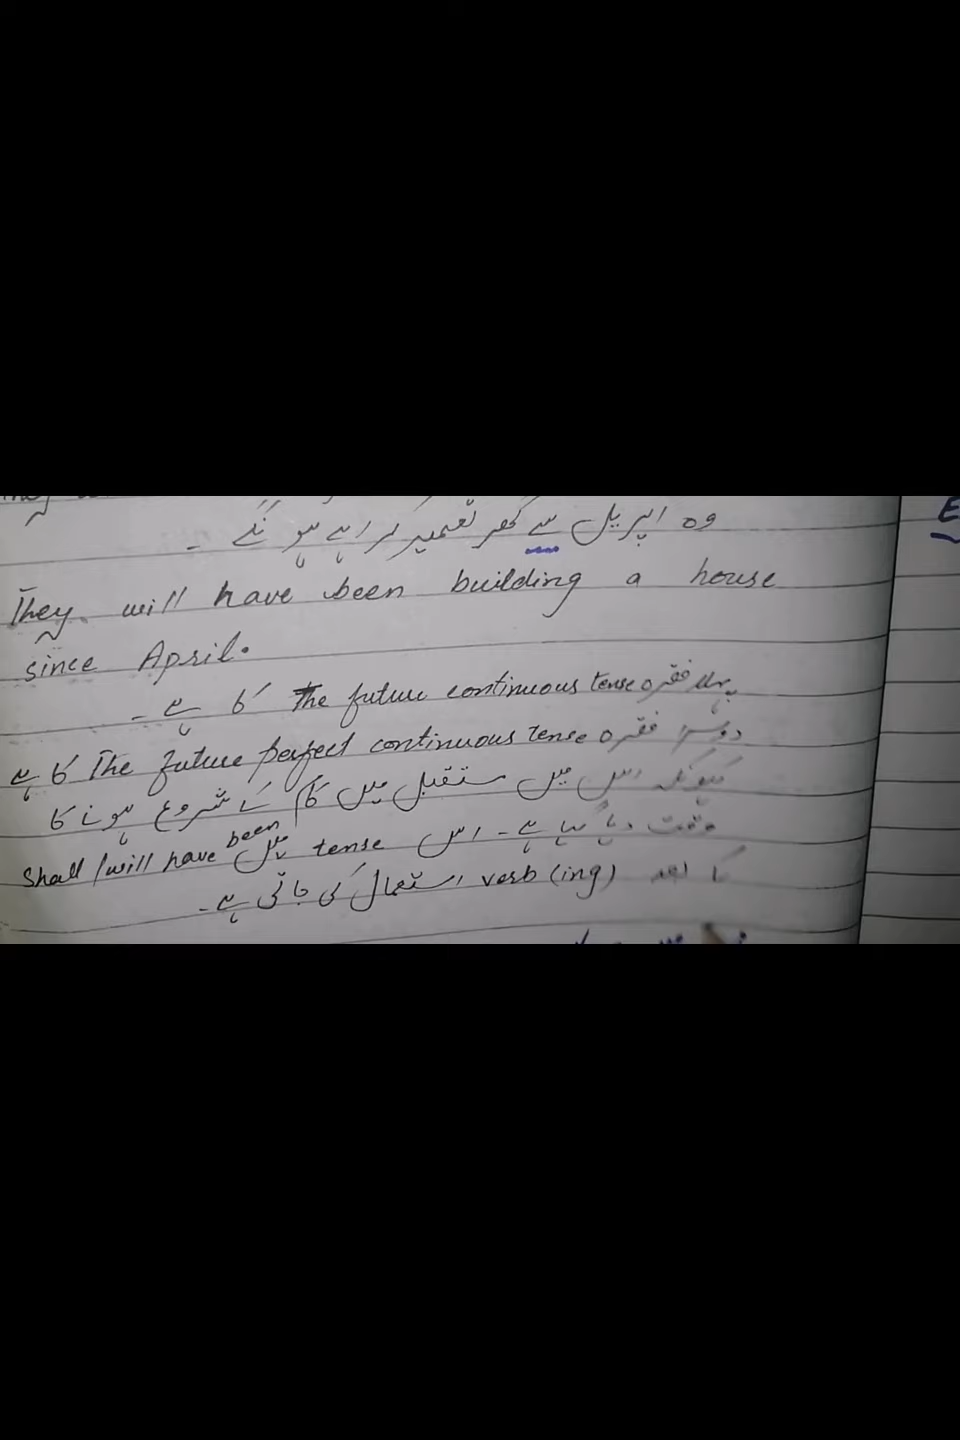 وہ اپریل سے گھر تعمیر کر رہے ہو نگے ۔
They will have been building a house
since April.
پہلا فقرہ The future continuous tense کا ہے ۔
دوسرا فقرہ The future perfect continuous tense کا ہے
کیونکہ اس میں مستقبل میں کام کے شروع ہونے کا
وقت دیا گیا ہے ۔ اس tense میں Shall/will have been
کے بعد verb (ing) استعمال کی جاتی ہے ۔